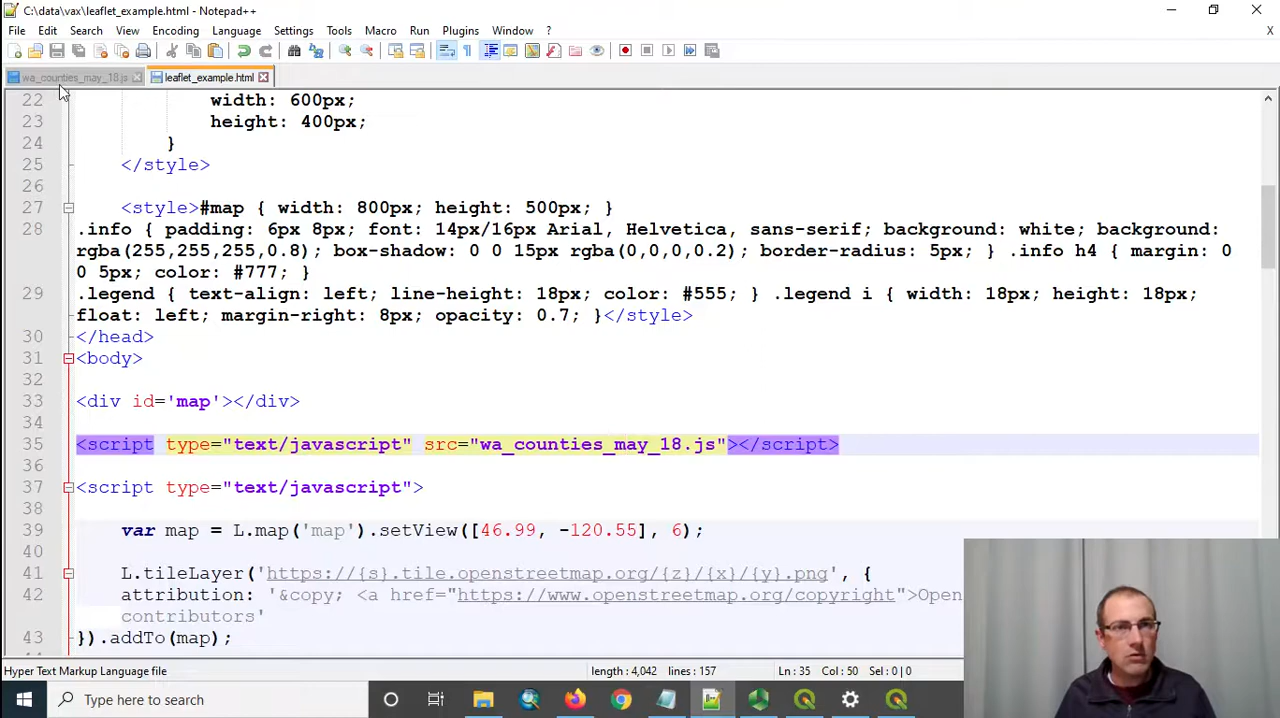 C:\data\vax\leaflet_example.html - Notepad++
File Edit Search View Encoding Language Settings Tools Macro Run Plugins Window ? X
wa_counties_may_18.js leaflet_example.html
22 width: 600px;
23 height: 400px;
24 }
25 </style>
26
27 <style>#map { width: 800px; height: 500px; }
28 .info { padding: 6px 8px; font: 14px/16px Arial, Helvetica, sans-serif; background: white; background:
rgba(255,255,255,0.8); box-shadow: 0 0 15px rgba(0,0,0,0.2); border-radius: 5px; } .info h4 { margin: 0
0 5px; color: #777; }
29 .legend { text-align: left; line-height: 18px; color: #555; } .legend i { width: 18px; height: 18px;
float: left; margin-right: 8px; opacity: 0.7; }</style>
30 </head>
31 <body>
32
33 <div id='map'></div>
34
35 <script type="text/javascript" src="wa_counties_may_18.js"></script>
36
37 <script type="text/javascript">
38
39 var map = L.map('map').setView([46.99, -120.55], 6);
40
41 L.tileLayer('https://{s}.tile.openstreetmap.org/{z}/{x}/{y}.png', {
42 attribution: '&copy; <a href="https://www.openstreetmap.org/copyright">Open
contributors'
43 }).addTo(map);
Hyper Text Markup Language file length : 4,042 lines : 157 Ln : 35 Col : 50 Sel : 0 | 0
Type here to search